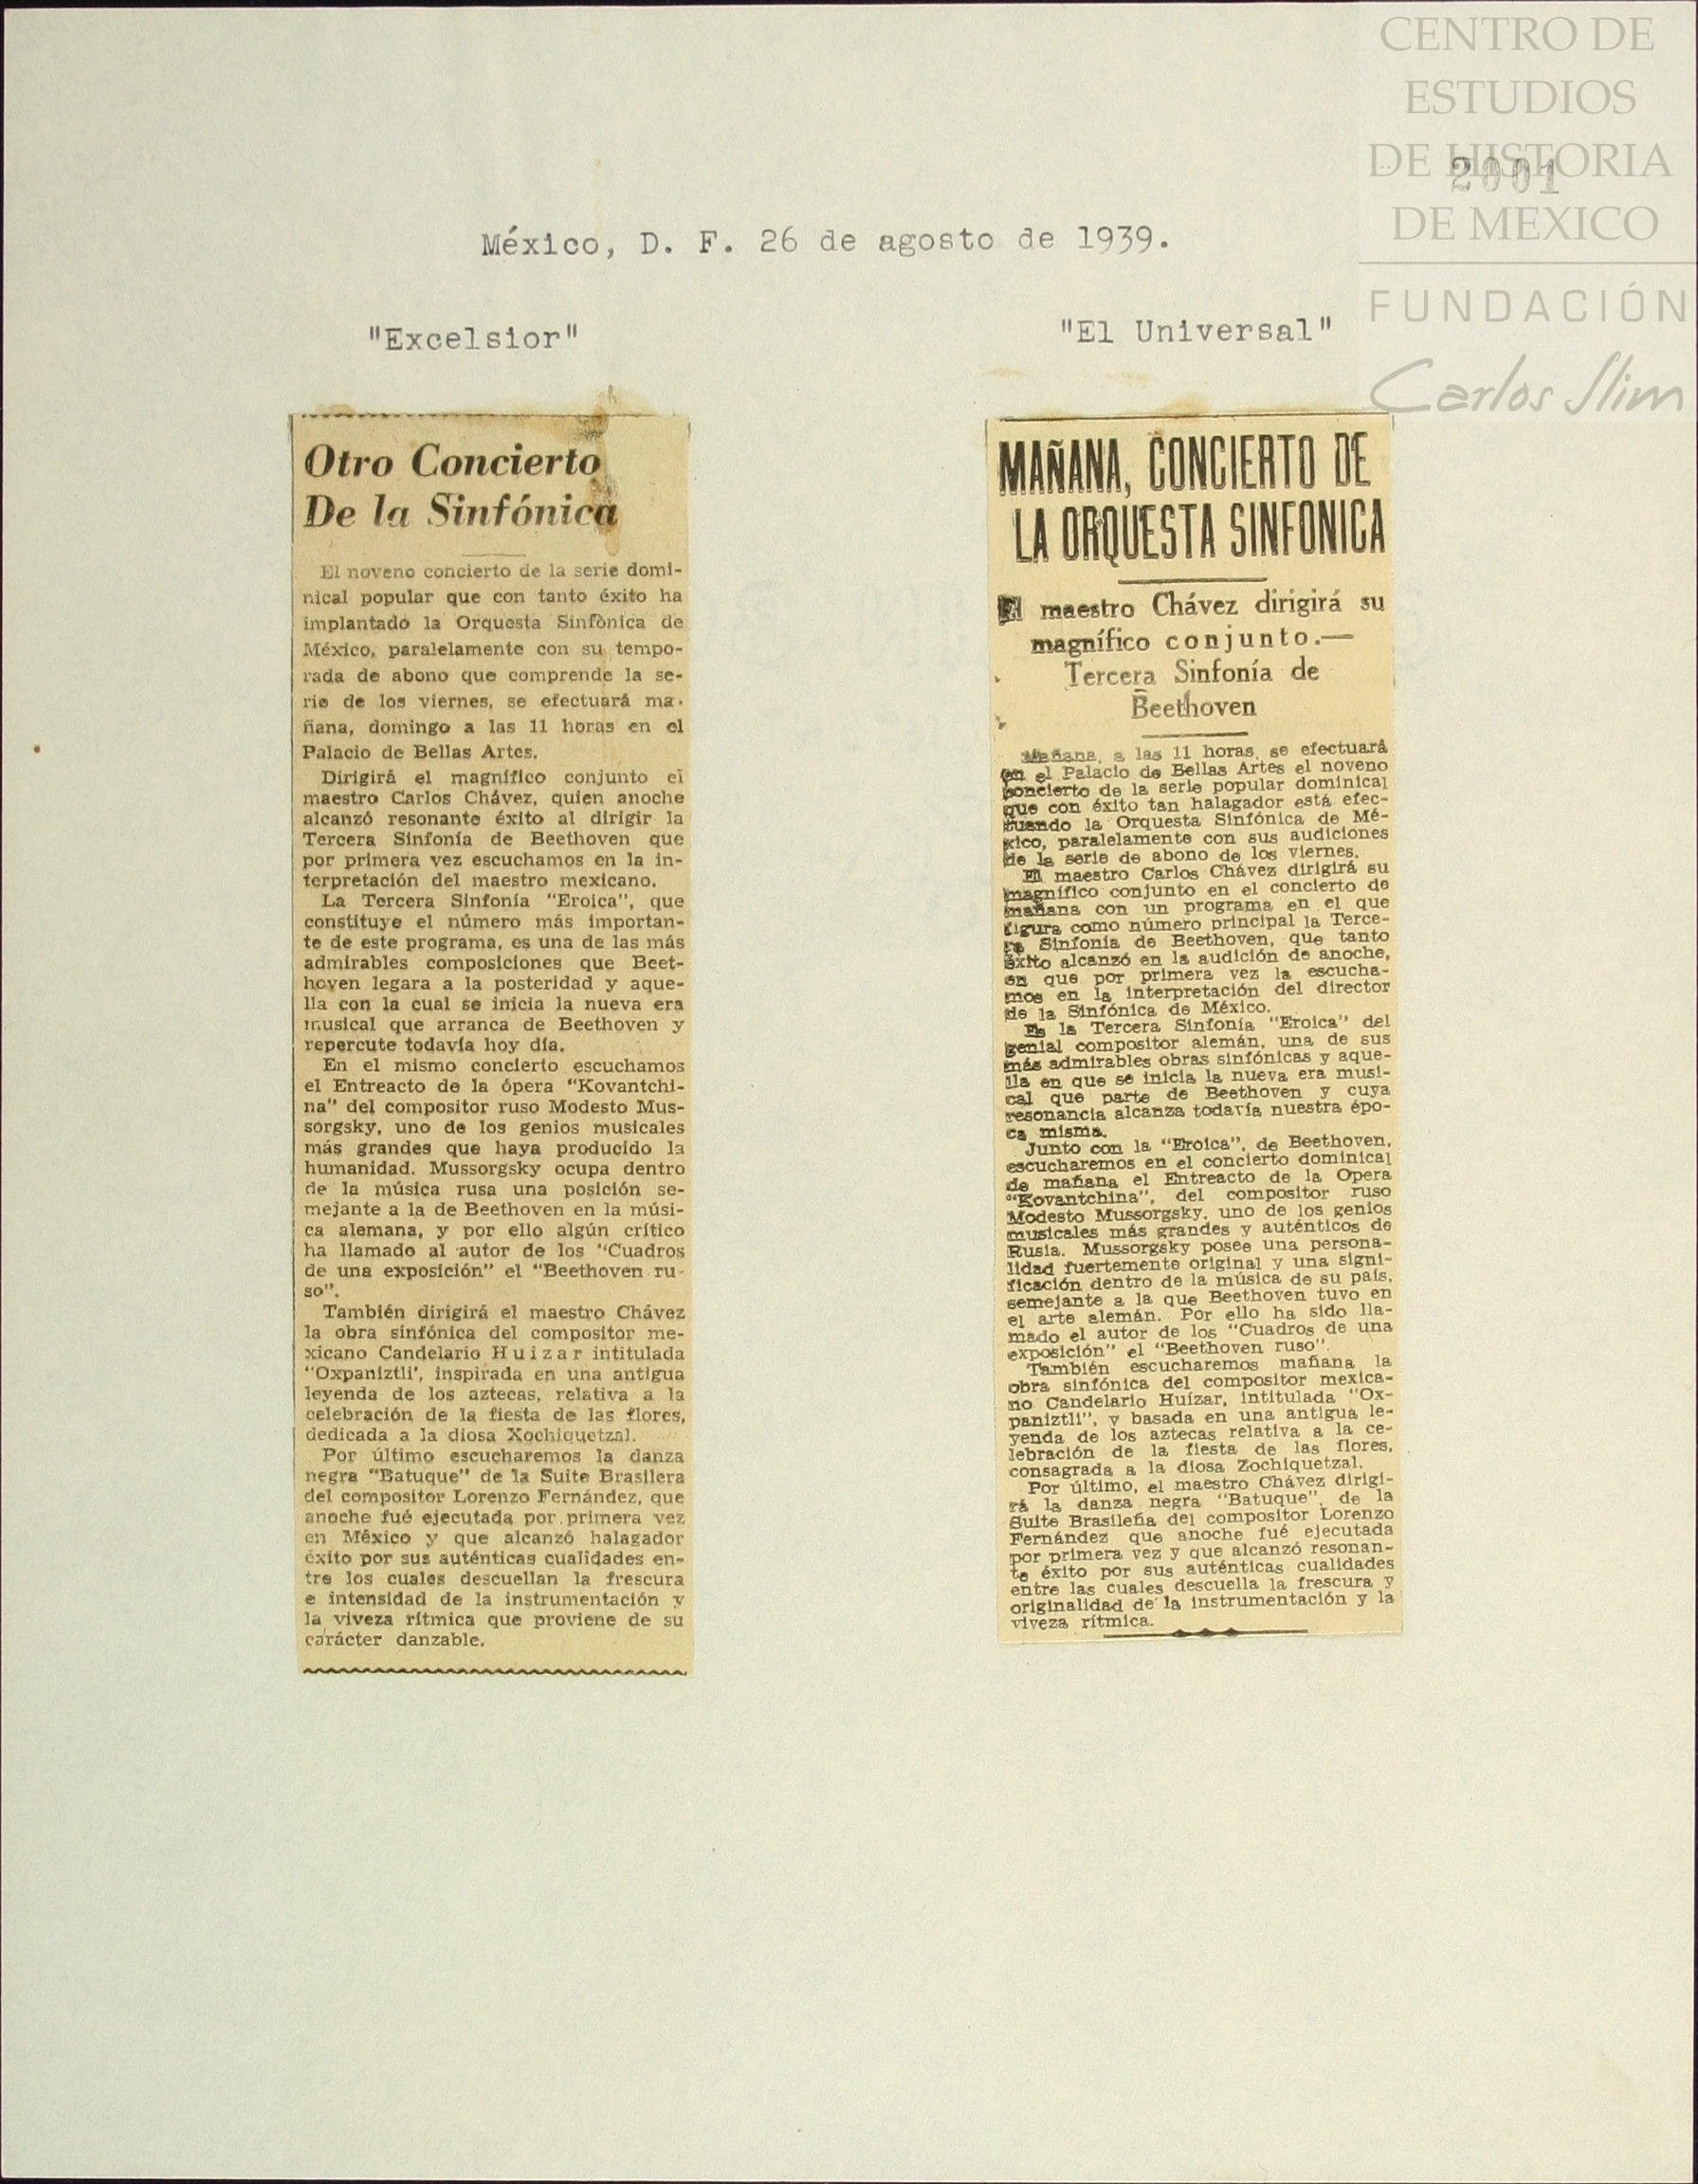 CENTRO DE
ESTUDIOS
DE HISTORIA
DE MEXICO
FUNDACIÓN
Carlos Slim
2001
México, D. F. 26 de agosto de 1939.
"Excelsior"
Otro Concierto
De la Sinfónica
El noveno concierto de la serie domi-
nical popular que con tanto éxito ha
implantado la Orquesta Sinfònica de
México, paralelamente con su tempo-
rada de abono que comprende la se-
rie de los viernes, se efectuará ma-
ñana, domingo a las 11 horas en el
Palacio de Bellas Artes.
Dirigirá el magnífico conjunto el
maestro Carlos Chávez, quien anoche
alcanzó resonante éxito al dirigir la
Tercera Sinfonía de Beethoven que
por primera vez escuchamos en la in-
terpretación del maestro mexicano.
La Tercera Sinfonía "Eroica", que
constituye el número más importan-
te de este programa, es una de las más
admirables composiciones que Beet-
hoven legara a la posteridad y aque-
lla con la cual se inicia la nueva era
musical que arranca de Beethoven y
repercute todavía hoy día.
En el mismo concierto escuchamos
el Entreacto de la ópera "Kovantchi-
na" del compositor ruso Modesto Mus-
sorgsky, uno de los genios musicales
más grandes que haya producido la
humanidad. Mussorgsky ocupa dentro
de la música rusa una posición se-
mejante a la de Beethoven en la músi-
ca alemana, y por ello algún crítico
ha llamado al autor de los "Cuadros
de una exposición" el "Beethoven ru-
so".
También dirigirá el maestro Chávez
la obra sinfónica del compositor me-
xicano Candelario Huizar intitulada
"Oxpaniztli', inspirada en una antigua
leyenda de los aztecas, relativa a la
celebración de la fiesta de las flores,
dedicada a la diosa Xochiquetzal.
Por último escucharemos la danza
negra "Batuque" de la Suite Brasilera
del compositor Lorenzo Fernández, que
anoche fué ejecutada por primera vez
en México y que alcanzó halagador
éxito por sus auténticas cualidades en-
tre los cuales descuellan la frescura
e intensidad de la instrumentación y
la viveza rítmica que proviene de su
carácter danzable.
"El Universal"
MAÑANA, CONCIERTO DE
LA ORQUESTA SINFONICA
El maestro Chávez dirigirá su
magnífico conjunto.—
Tercera Sinfonía de
Beethoven
Mañana, a las 11 horas, se efectuará
en el Palacio de Bellas Artes el noveno
concierto de la serie popular dominical
que con éxito tan halagador está efec-
tuando la Orquesta Sinfónica de Mé-
xico, paralelamente con sus audiciones
de la serie de abono de los viernes.
El maestro Carlos Chávez dirigirá su
magnífico conjunto en el concierto de
mañana con un programa en el que
figura como número principal la Terce-
ra Sinfonía de Beethoven, que tanto
éxito alcanzó en la audición de anoche,
en que por primera vez la escucha-
mos en la interpretación del director
de la Sinfónica de México.
Es la Tercera Sinfonía "Eroica" del
genial compositor alemán, una de sus
más admirables obras sinfónicas y aque-
lla en que se inicia la nueva era musi-
cal que parte de Beethoven y cuya
resonancia alcanza todavía nuestra épo-
ca misma.
Junto con la "Eroica", de Beethoven,
escucharemos en el concierto dominical
de mañana el Entreacto de la Opera
"Kovantchina", del compositor ruso
Modesto Mussorgsky, uno de los genios
musicales más grandes y auténticos de
Rusia. Mussorgsky posee una persona-
lidad fuertemente original y una signi-
ficación dentro de la música de su país,
semejante a la que Beethoven tuvo en
el arte alemán. Por ello ha sido lla-
mado el autor de los "Cuadros de una
exposición" el "Beethoven ruso".
También escucharemos mañana la
obra sinfónica del compositor mexica-
no Candelario Huízar, intitulada "Ox-
paniztli", y basada en una antigua le-
yenda de los aztecas relativa a la ce-
lebración de la fiesta de las flores,
consagrada a la diosa Zochiquetzal.
Por último, el maestro Chávez dirigi-
rá la danza negra "Batuque", de la
Suite Brasileña del compositor Lorenzo
Fernández que anoche fué ejecutada
por primera vez y que alcanzó resonan-
te éxito por sus auténticas cualidades
entre las cuales descuella la frescura y
originalidad de la instrumentación y la
viveza rítmica.